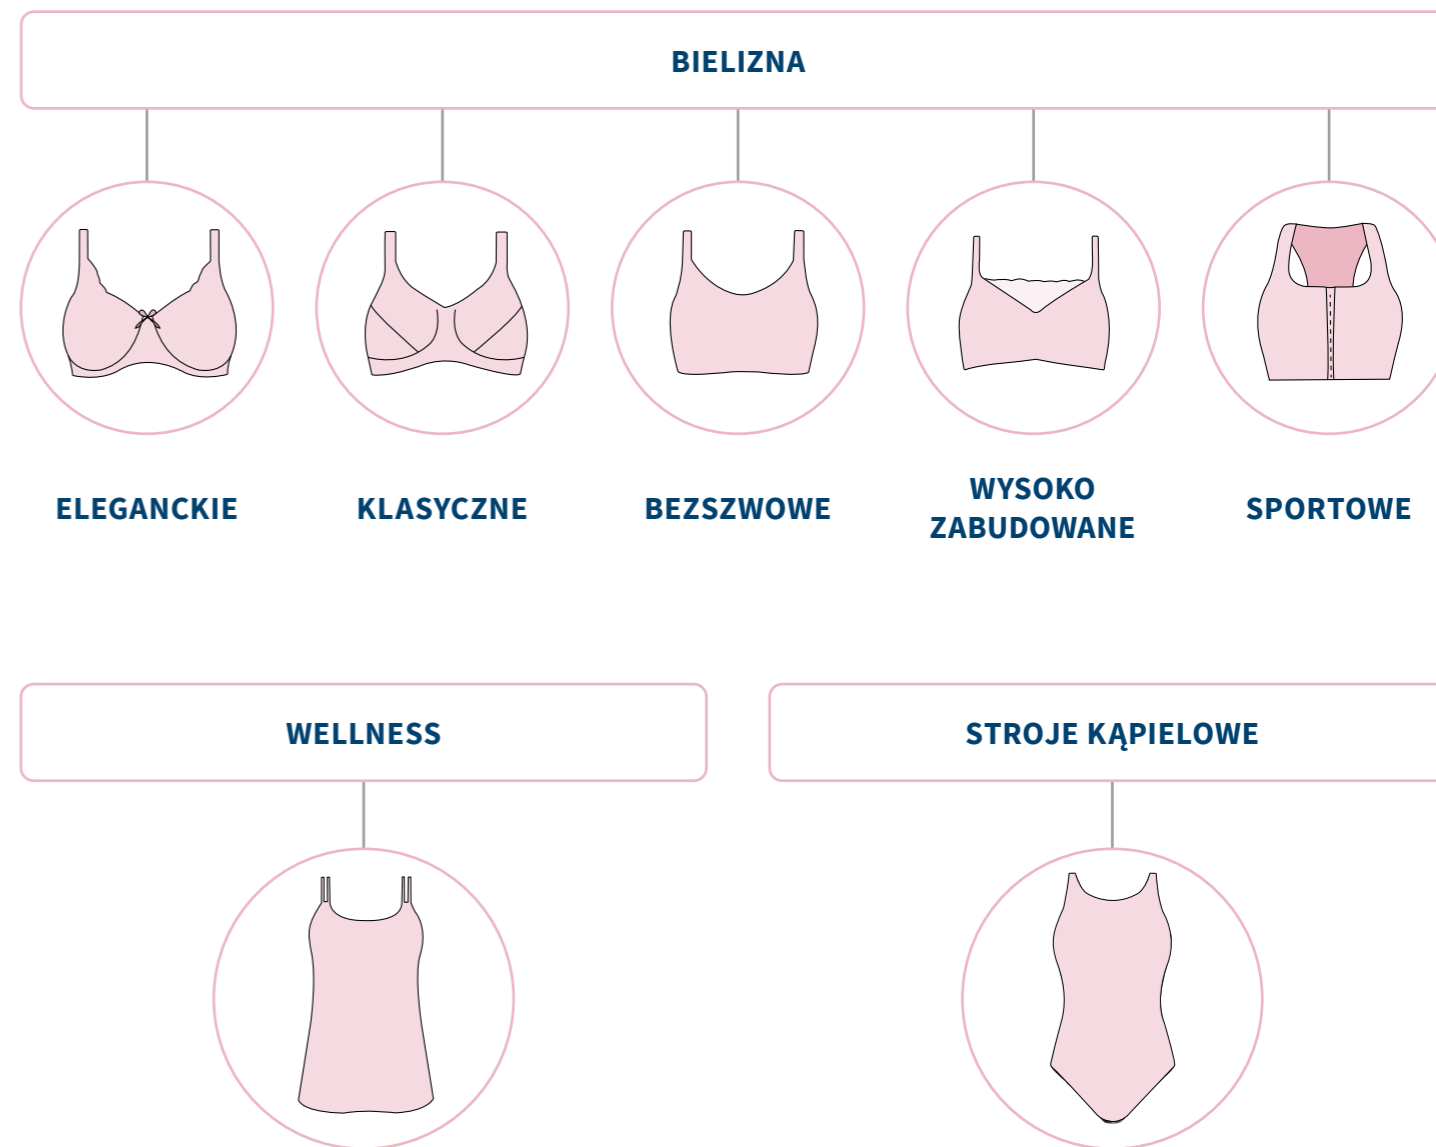 BIELIZNA
ELEGANCKIE
KLASYCZNE
BEZSZWOWE
WYSOKO
ZABUDOWANE
SPORTOWE
WELLNESS
STROJE KĄPIELOWE